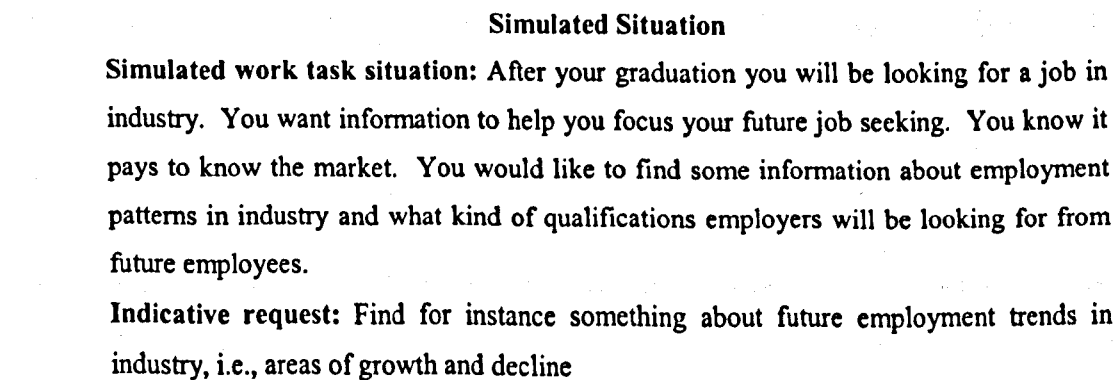 Simulated Situation
Simulated work task situation: After your graduation you will be looking for a job in
industry. You want information to help you focus your future job seeking. You know it
pays to know the market. You would like to find some information about employment
patterns in industry and what kind of qualifications employers will be looking for from
future employees.
Indicative request: Find for instance something about future employment trends in
industry, i.e., areas of growth and decline